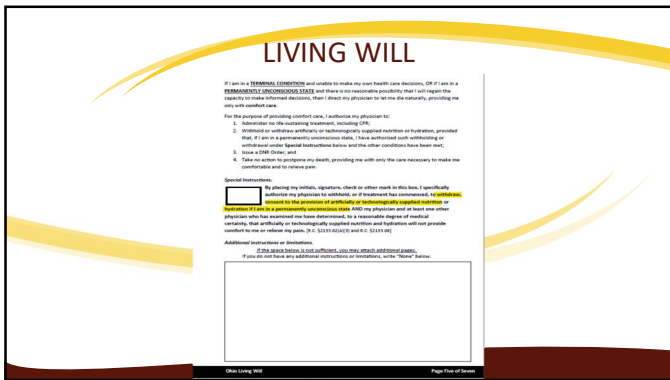 LIVING WILL
If I am in a TERMINAL CONDITION and unable to make my own health care decisions, OR if I am in a
PERMANENTLY UNCONSCIOUS STATE and there is no reasonable possibility that I will regain the
capacity to make informed decisions, then I direct my physician to let me die naturally, providing me
only with comfort care.
For the purpose of providing comfort care, I authorize my physician to:
1. Administer no life-sustaining treatment, including CPR;
2. Withhold or withdraw artificially or technologically supplied nutrition or hydration, provided
that, if I am in a permanently unconscious state, I have authorized such withholding or
withdrawal under Special Instructions below and the other conditions have been met;
3. Issue a DNR Order; and
4. Take no action to postpone my death, providing me with only the care necessary to make me
comfortable and to relieve pain.
Special Instructions.
By placing my initials, signature, check or other mark in this box, I specifically
authorize my physician to withhold, or if treatment has commenced, to withdraw,
consent to the provision of artificially or technologically supplied nutrition or
hydration if I am in a permanently unconscious state AND my physician and at least one other
physician who has examined me have determined, to a reasonable degree of medical
certainty, that artificially or technologically supplied nutrition and hydration will not provide
comfort to me or relieve my pain. [R.C. §2133.02(A)(3) and R.C. §2133.08]
Additional instructions or limitations.
If the space below is not sufficient, you may attach additional pages.
If you do not have any additional instructions or limitations, write "None" below.
Ohio Living Will Page Five of Seven